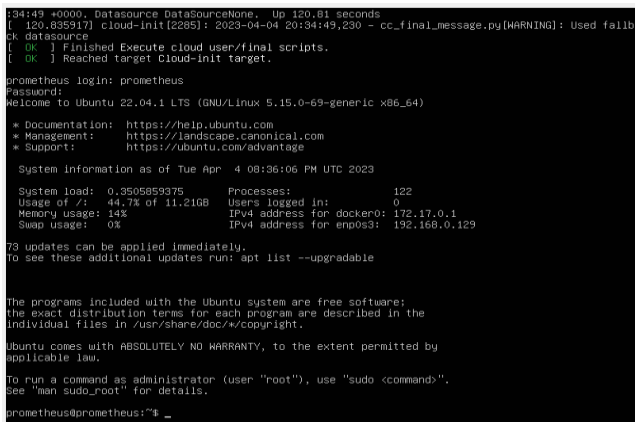 :34:49 +0000. Datasource DataSourceNone.  Up 120.81 seconds
[  120.835917] cloud-init[2285]: 2023-04-04 20:34:49,230 - cc_final_message.py[WARNING]: Used fallb
ck datasource
[  OK  ] Finished Execute cloud user/final scripts.
[  OK  ] Reached target Cloud-init target.
prometheus login: prometheus
Password:
Welcome to Ubuntu 22.04.1 LTS (GNU/Linux 5.15.0-69-generic x86_64)
* Documentation:  https://help.ubuntu.com
* Management:     https://landscape.canonical.com
* Support:        https://ubuntu.com/advantage
System information as of Tue Apr  4 08:36:06 PM UTC 2023
System load:  0.3505859375      Processes:                122
Usage of /:   44.7% of 11.21GB  Users logged in:          0
Memory usage: 14%               IPv4 address for docker0: 172.17.0.1
Swap usage:   0%                IPv4 address for enp0s3:  192.168.0.129
73 updates can be applied immediately.
To see these additional updates run: apt list --upgradable
The programs included with the Ubuntu system are free software;
the exact distribution terms for each program are described in the
individual files in /usr/share/doc/*/copyright.
Ubuntu comes with ABSOLUTELY NO WARRANTY, to the extent permitted by
applicable law.
To run a command as administrator (user "root"), use "sudo <command>".
See "man sudo_root" for details.
prometheus@prometheus:~$ _